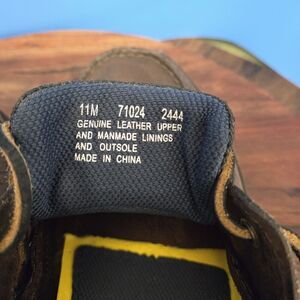 11M 71024 2444
GENUINE LEATHER UPPER
AND MANMADE LININGS
AND OUTSOLE
MADE IN CHINA